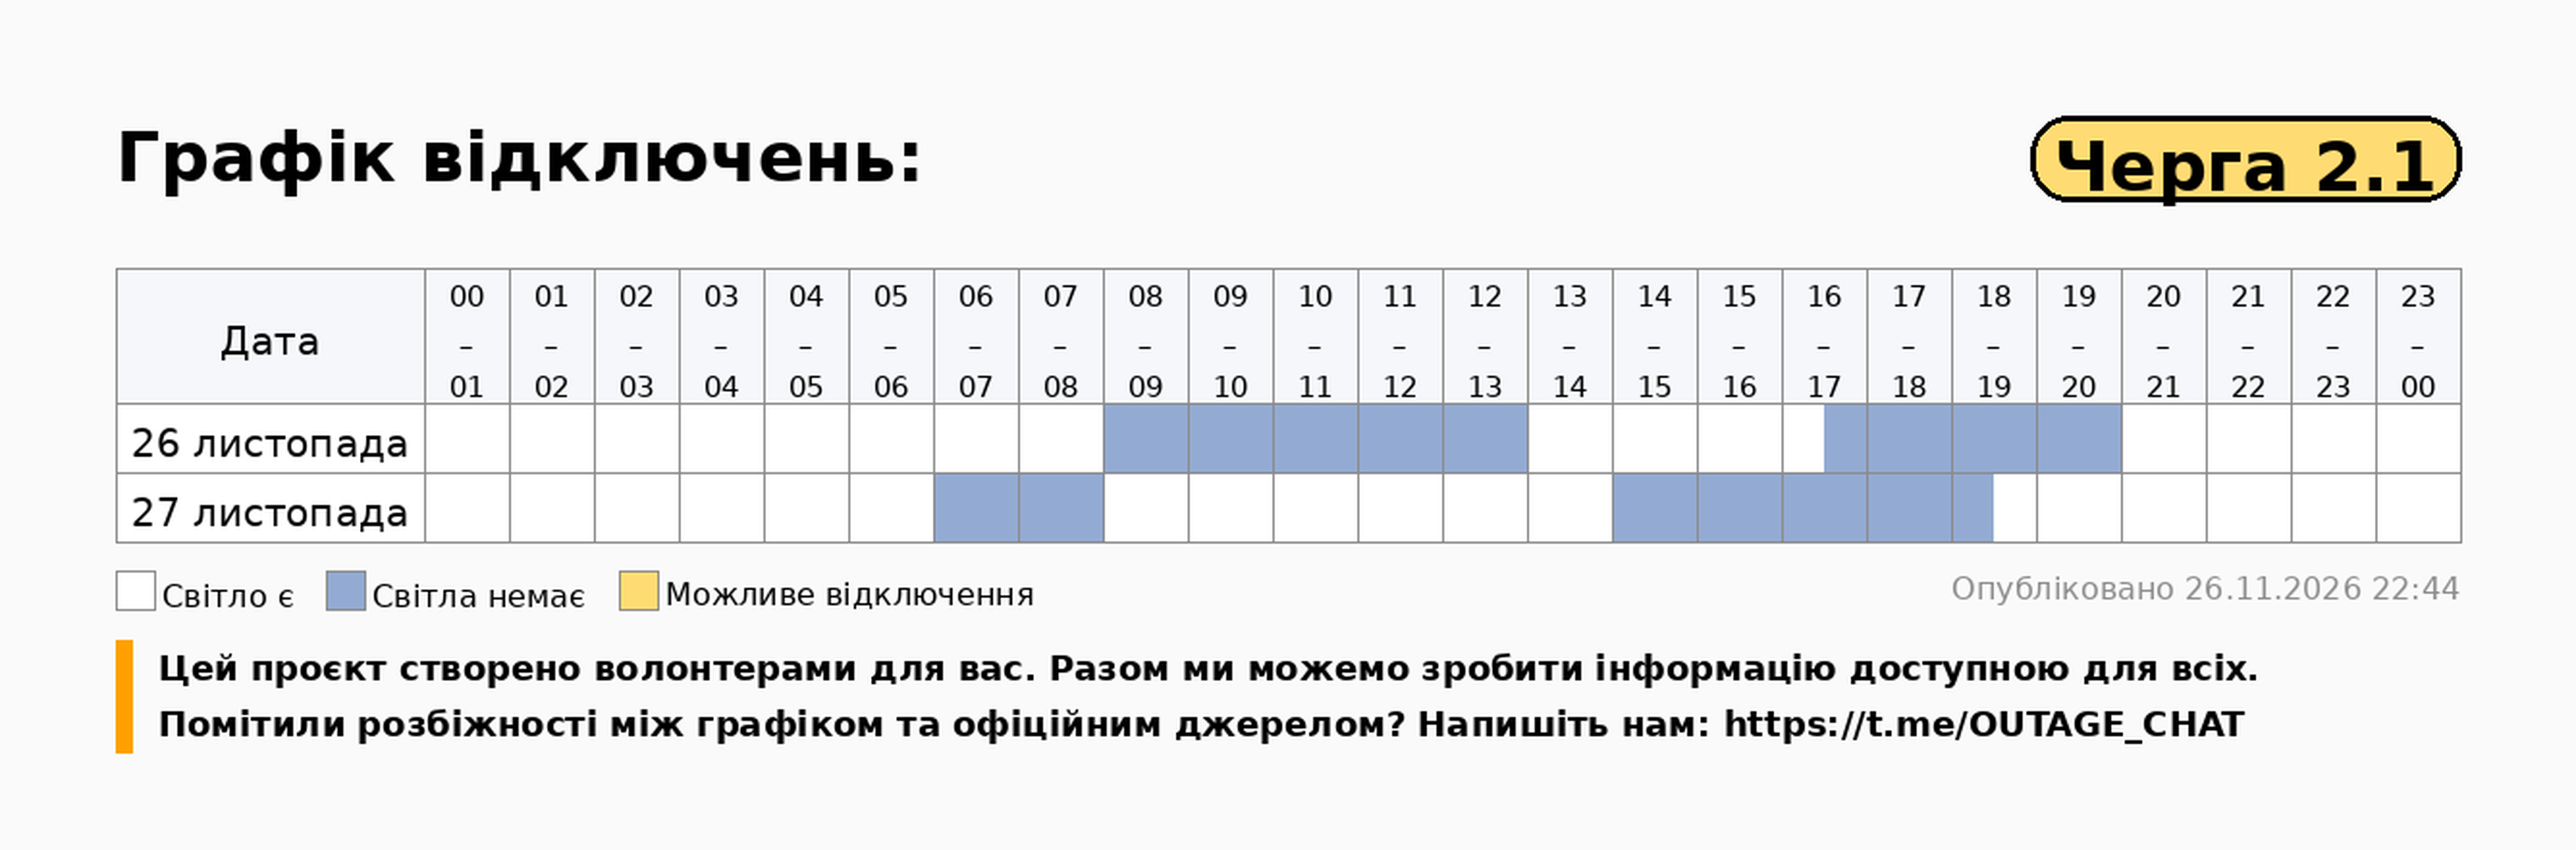 Графік відключень:
Черга 2.1
Дата 00 – 01 01 – 02 02 – 03 03 – 04 04 – 05 05 – 06 06 – 07 07 – 08 08 – 09 09 – 10 10 – 11 11 – 12 12 – 13 13 – 14 14 – 15 15 – 16 16 – 17 17 – 18 18 – 19 19 – 20 20 – 21 21 – 22 22 – 23 23 – 00
26 листопада
27 листопада
Світло є Світла немає Можливе відключення
Опубліковано 26.11.2026 22:44
Цей проєкт створено волонтерами для вас. Разом ми можемо зробити інформацію доступною для всіх.
Помітили розбіжності між графіком та офіційним джерелом? Напишіть нам: https://t.me/OUTAGE_CHAT